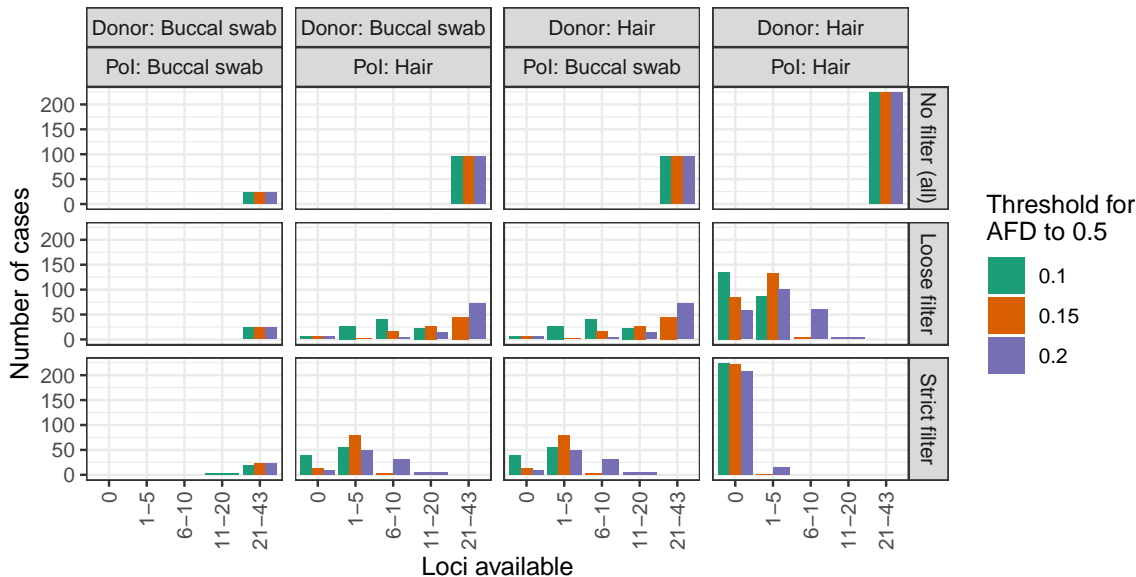 Donor: Buccal swab
Donor: Buccal swab
Donor: Hair
Donor: Hair
PoI: Buccal swab
PoI: Hair
PoI: Buccal swab
PoI: Hair
Number of cases
200
150
100
50
0
No filter (all)
200
150
100
50
0
Loose filter
200
150
100
50
0
Strict filter
0
1−5
6−10
11−20
21−43
0
1−5
6−10
11−20
21−43
0
1−5
6−10
11−20
21−43
0
1−5
6−10
11−20
21−43
Loci available
Threshold for
AFD to 0.5
0.1
0.15
0.2